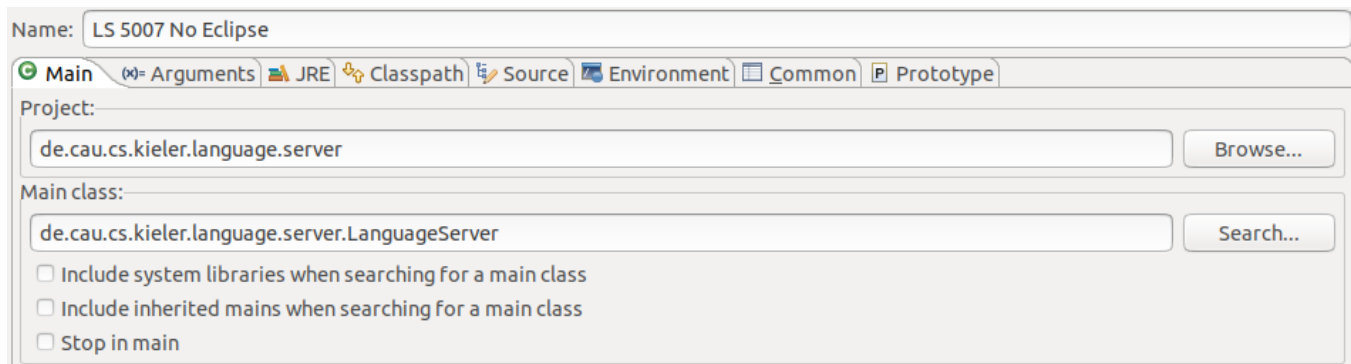 Name: LS 5007 No Eclipse
Main (x)= Arguments JRE Classpath Source Environment Common P Prototype
Project:
de.cau.cs.kieler.language.server Browse...
Main class:
de.cau.cs.kieler.language.server.LanguageServer Search...
Include system libraries when searching for a main class
Include inherited mains when searching for a main class
Stop in main